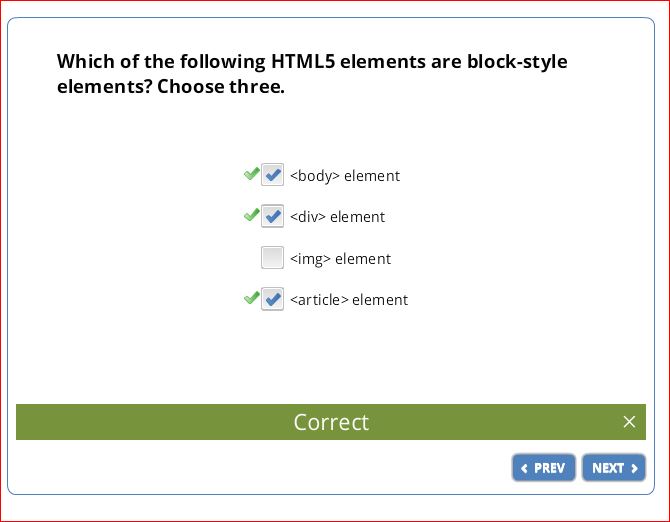 Which of the following HTML5 elements are block-style
elements? Choose three.
<body> element
<div> element
<img> element
<article> element
Correct
PREV NEXT